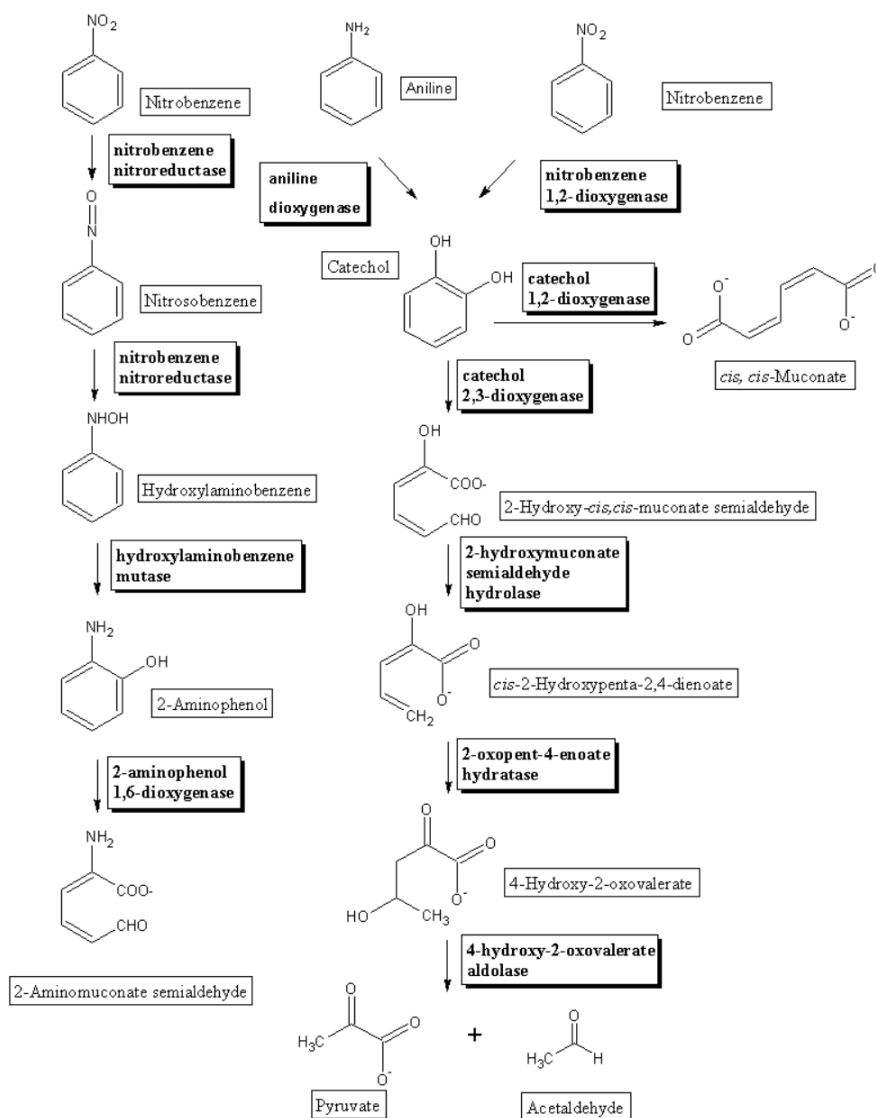 NO2
NH2
NO2
Nitrobenzene
Aniline
Nitrobenzene
nitrobenzene
nitroreductase
aniline
dioxygenase
nitrobenzene
1,2-dioxygenase
O
N
Nitrosobenzene
OH
OH
Catechol
catechol
1,2-dioxygenase
O-
O
O
O-
cis, cis-Muconate
nitrobenzene
nitroreductase
catechol
2,3-dioxygenase
NHOH
Hydroxylaminobenzene
OH
COO-
CHO
2-Hydroxy-cis,cis-muconate semialdehyde
hydroxylaminobenzene
mutase
2-hydroxymuconate
semialdehyde
hydrolase
NH2
OH
2-Aminophenol
OH
O
O-
CH2
cis-2-Hydroxypenta-2,4-dienoate
2-aminophenol
1,6-dioxygenase
2-oxopent-4-enoate
hydratase
NH2
COO-
CHO
2-Aminomuconate semialdehyde
O
O
O-
HO
CH3
4-Hydroxy-2-oxovalerate
4-hydroxy-2-oxovalerate
aldolase
O
O
H3C
O-
Pyruvate
+
O
H3C
H
Acetaldehyde